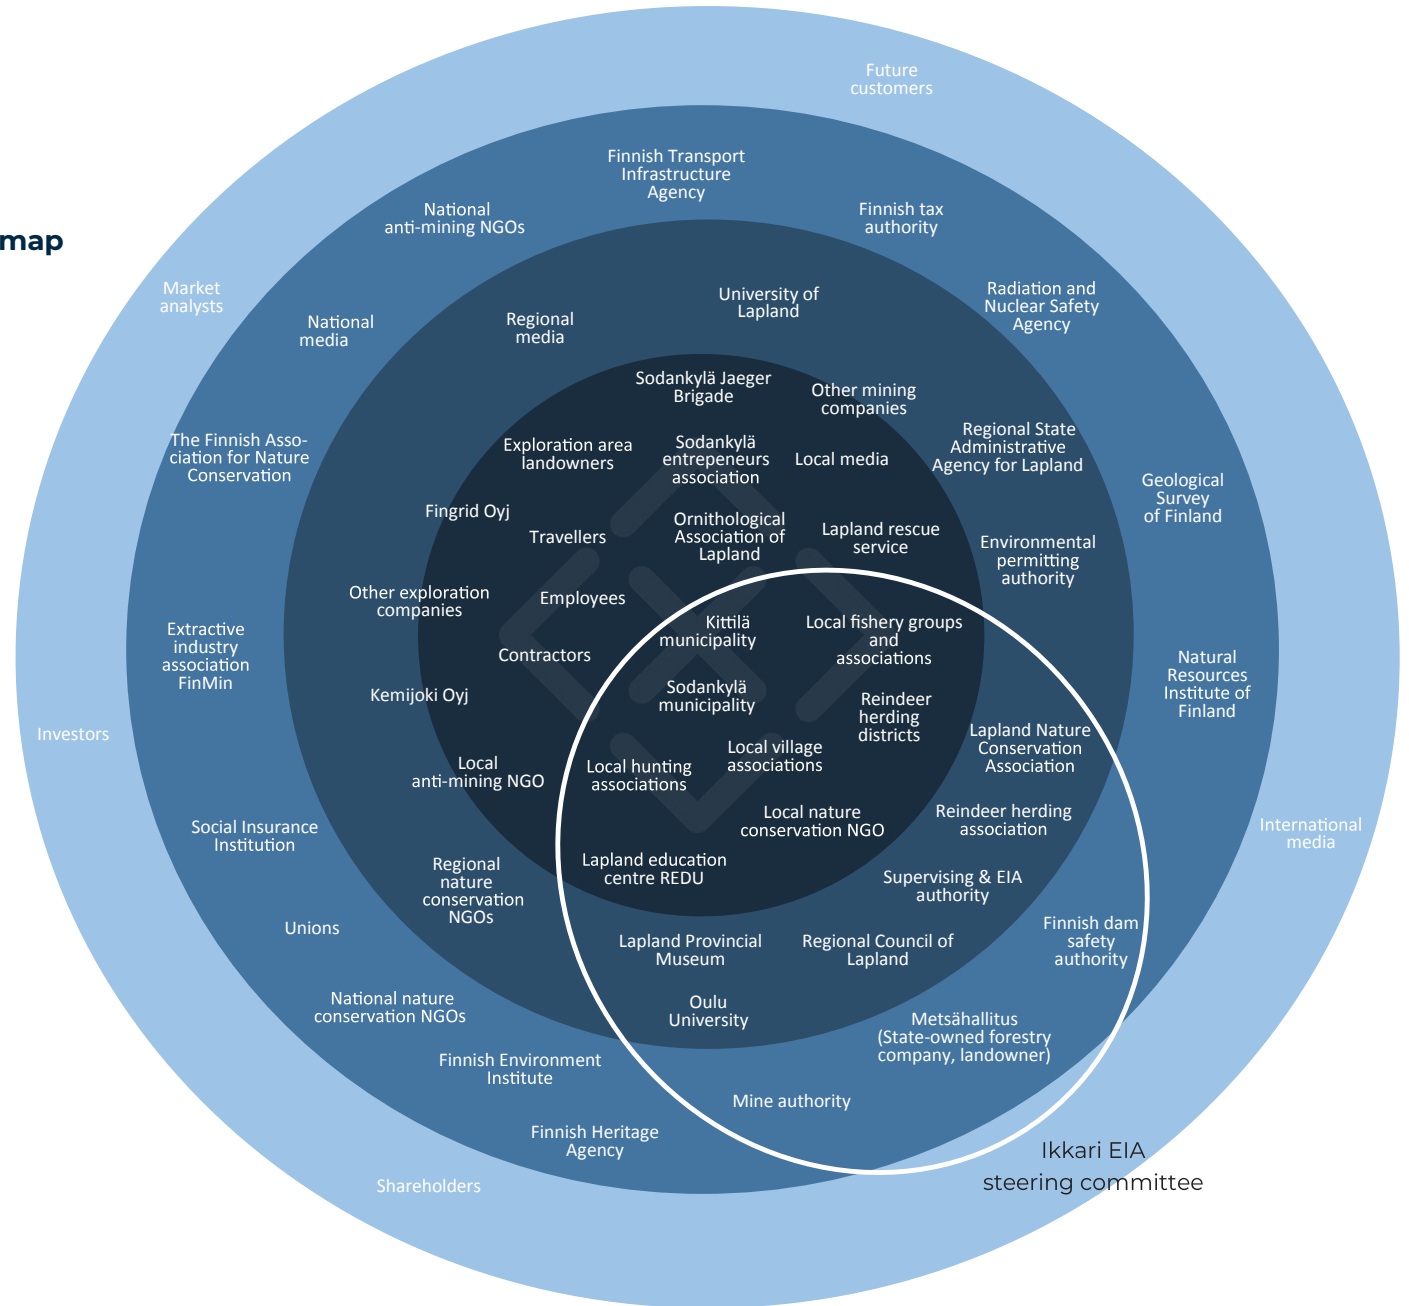 map
Future
customers
Finnish Transport
Infrastructure
Agency
National
anti-mining NGOs
Finnish tax
authority
Market
analysts
National
media
Regional
media
University of
Lapland
Radiation and
Nuclear Safety
Agency
Sodankylä Jaeger
Brigade
Other mining
companies
The Finnish Asso-
ciation for Nature
Conservation
Exploration area
landowners
Sodankylä
entrepeneurs
association
Local media
Regional State
Administrative
Agency for Lapland
Geological
Survey
of Finland
Fingrid Oyj
Travellers
Ornithological
Association of
Lapland
Lapland rescue
service
Environmental
permitting
authority
Other exploration
companies
Employees
Kittilä
municipality
Local fishery groups
and
associations
Extractive
industry
association
FinMin
Contractors
Natural
Resources
Institute of
Finland
Kemijoki Oyj
Sodankylä
municipality
Reindeer
herding
districts
Investors
Lapland Nature
Conservation
Association
Local
anti-mining NGO
Local hunting
associations
Local village
associations
Social Insurance
Institution
Local nature
conservation NGO
Reindeer herding
association
International
media
Regional
nature
conservation
NGOs
Lapland education
centre REDU
Supervising & EIA
authority
Unions
Lapland Provincial
Museum
Regional Council of
Lapland
Finnish dam
safety
authority
National nature
conservation NGOs
Oulu
University
Metsähallitus
(State-owned forestry
company, landowner)
Finnish Environment
Institute
Mine authority
Finnish Heritage
Agency
Ikkari EIA
steering committee
Shareholders